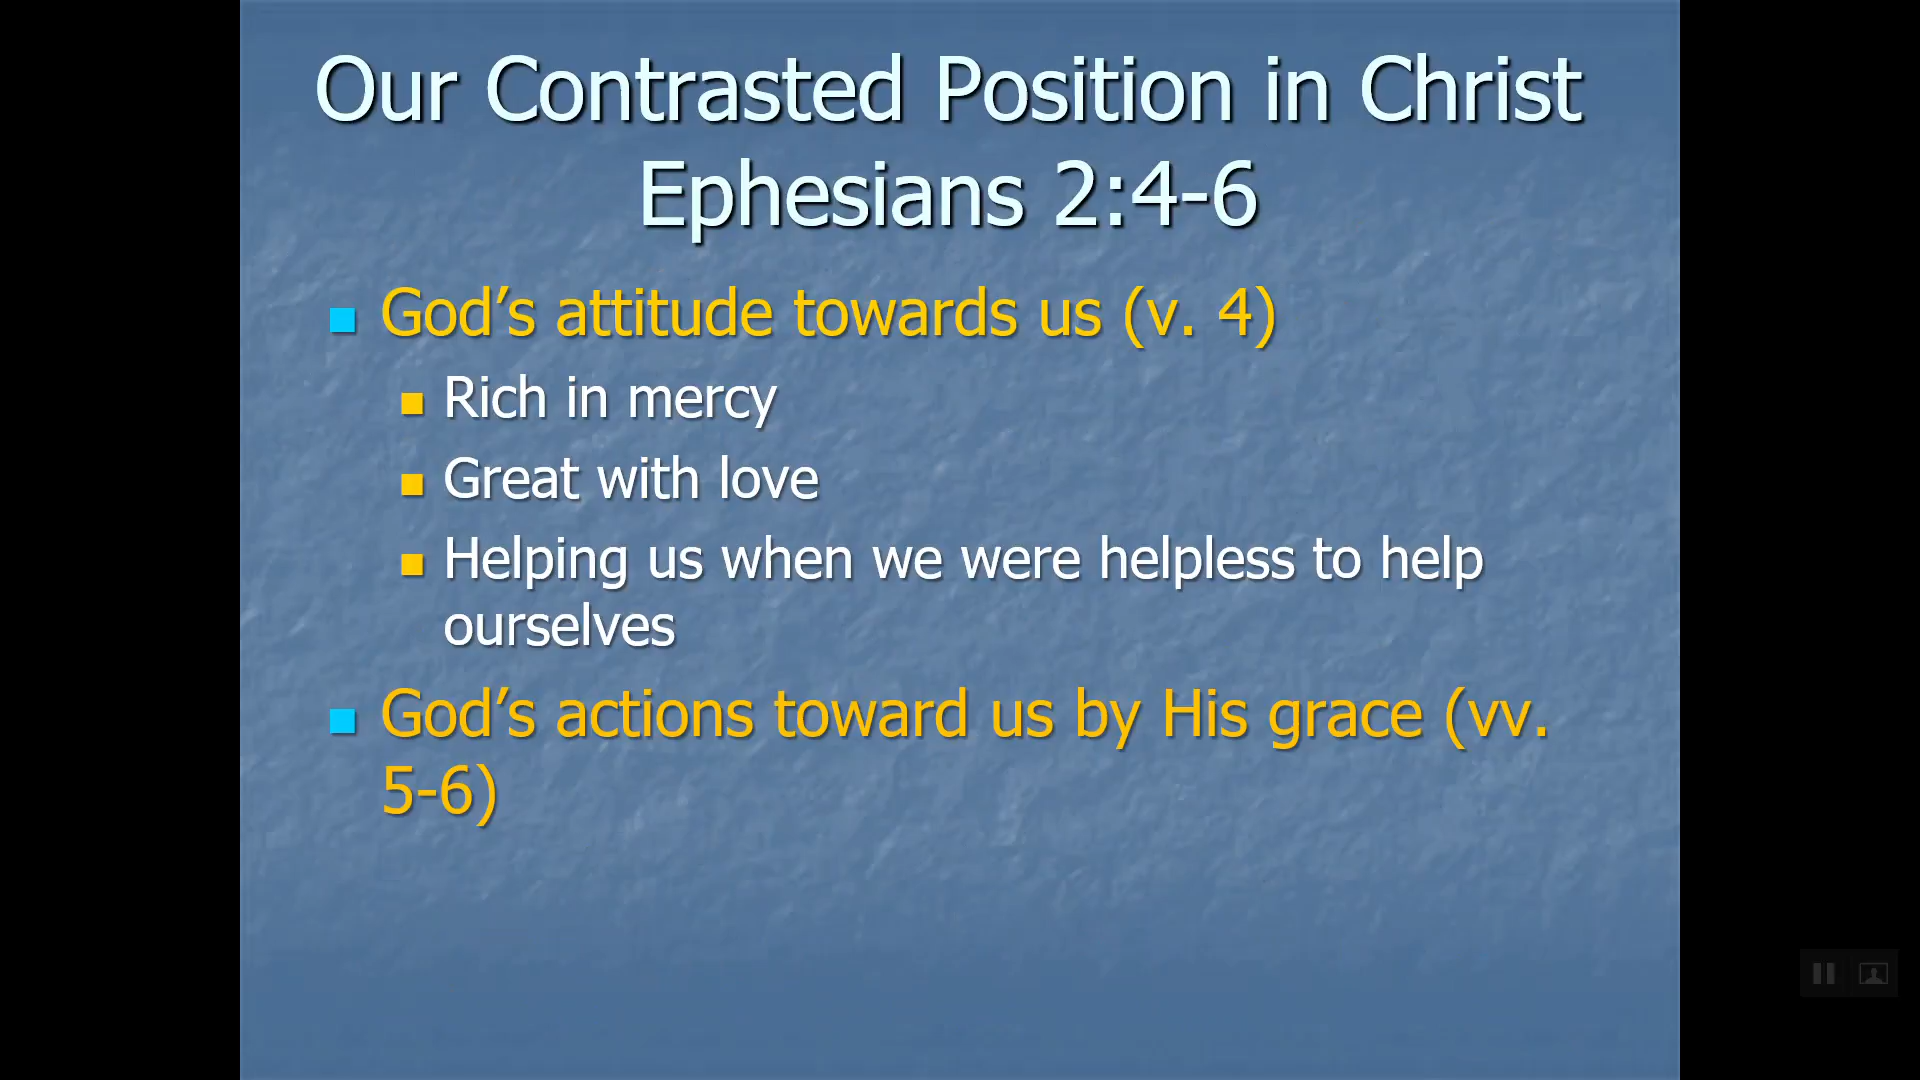 Our Contrasted Position in Christ
Ephesians 2:4-6
God’s attitude towards us (v. 4)
Rich in mercy
Great with love
Helping us when we were helpless to help
ourselves
God’s actions toward us by His grace (vv.
5-6)